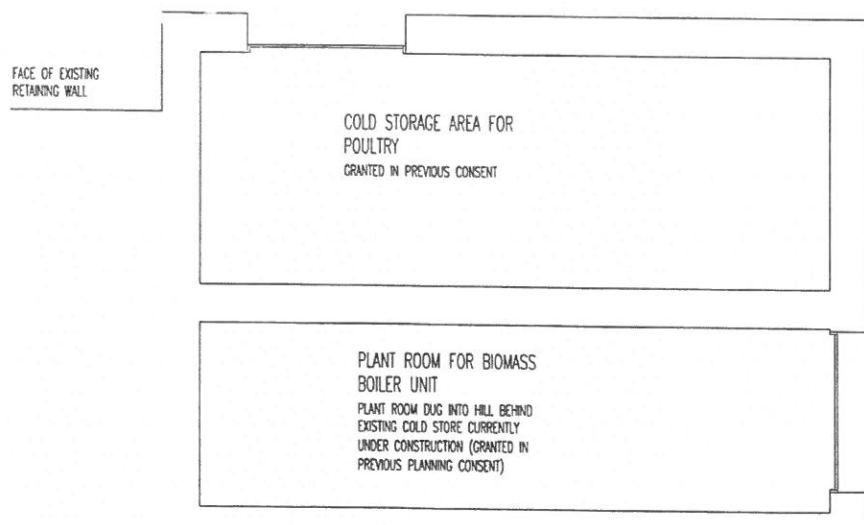 FACE OF EXISTING
RETAINING WALL
COLD STORAGE AREA FOR
POULTRY
GRANTED IN PREVIOUS CONSENT
PLANT ROOM FOR BIOMASS
BOILER UNIT
PLANT ROOM DUG INTO HILL BEHIND
EXISTING COLD STORE CURRENTLY
UNDER CONSTRUCTION (GRANTED IN
PREVIOUS PLANNING CONSENT)